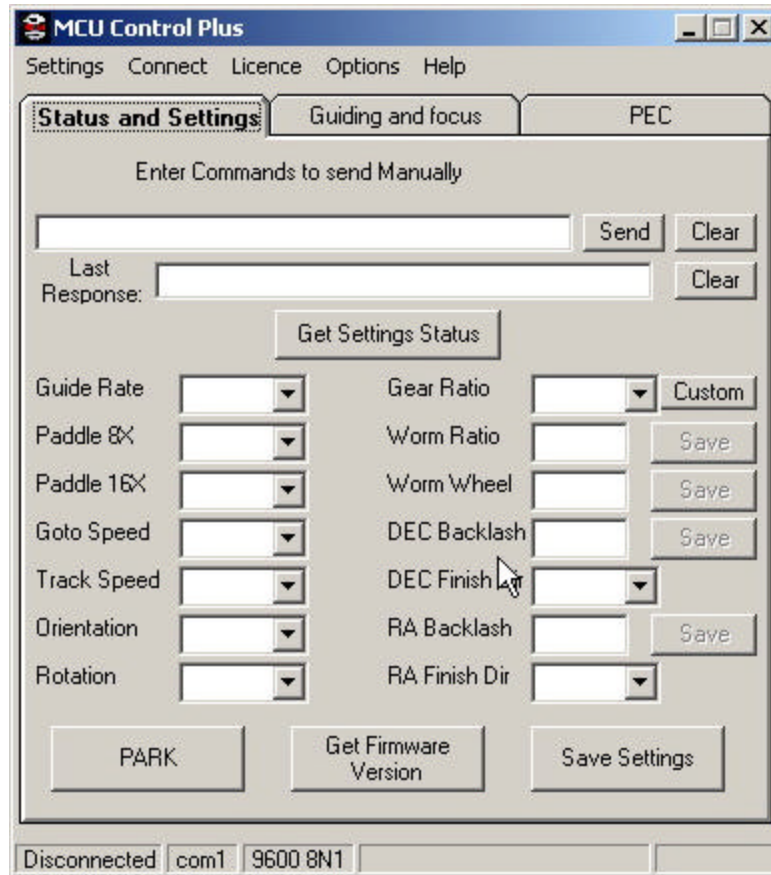 MCU Control Plus
Settings Connect Licence Options Help
Status and Settings Guiding and focus PEC
Enter Commands to send Manually
Send Clear
Last
Response:
Clear
Get Settings Status
Guide Rate Gear Ratio Custom
Paddle 8X Worm Ratio Save
Paddle 16X Worm Wheel Save
Goto Speed DEC Backlash Save
Track Speed DEC Finish
Orientation RA Backlash Save
Rotation RA Finish Dir
PARK
Get Firmware
Version
Save Settings
Disconnected com1 9600 8N1